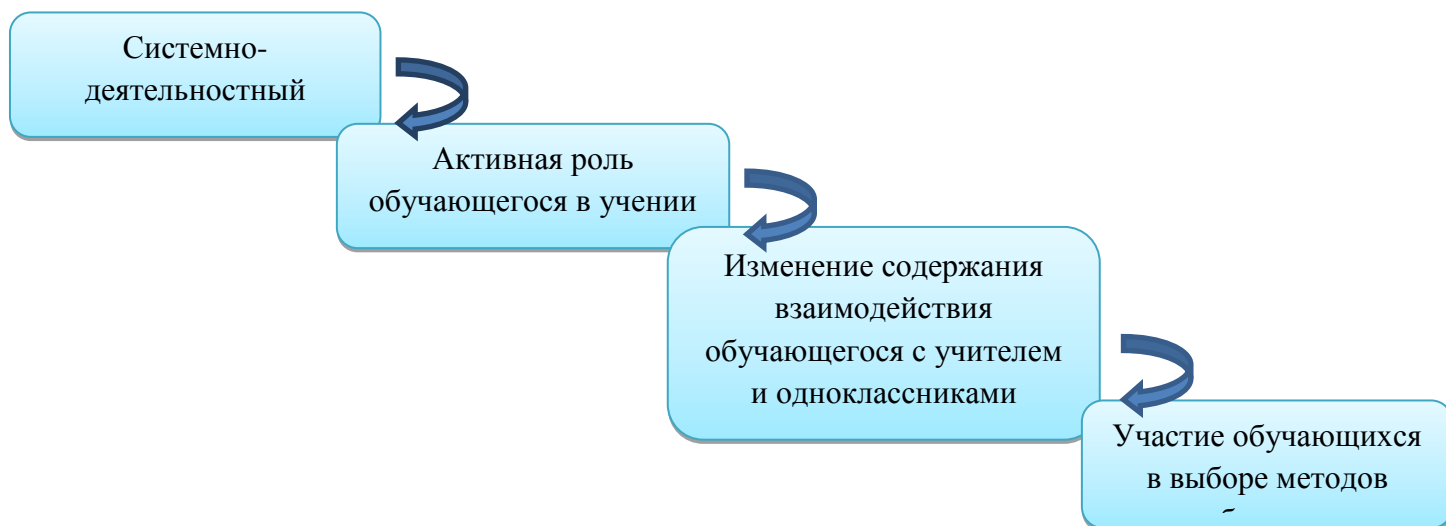 Системно-
деятельностный
Активная роль
обучающегося в учении
Изменение содержания
взаимодействия
обучающегося с учителем
и одноклассниками
Участие обучающихся
в выборе методов